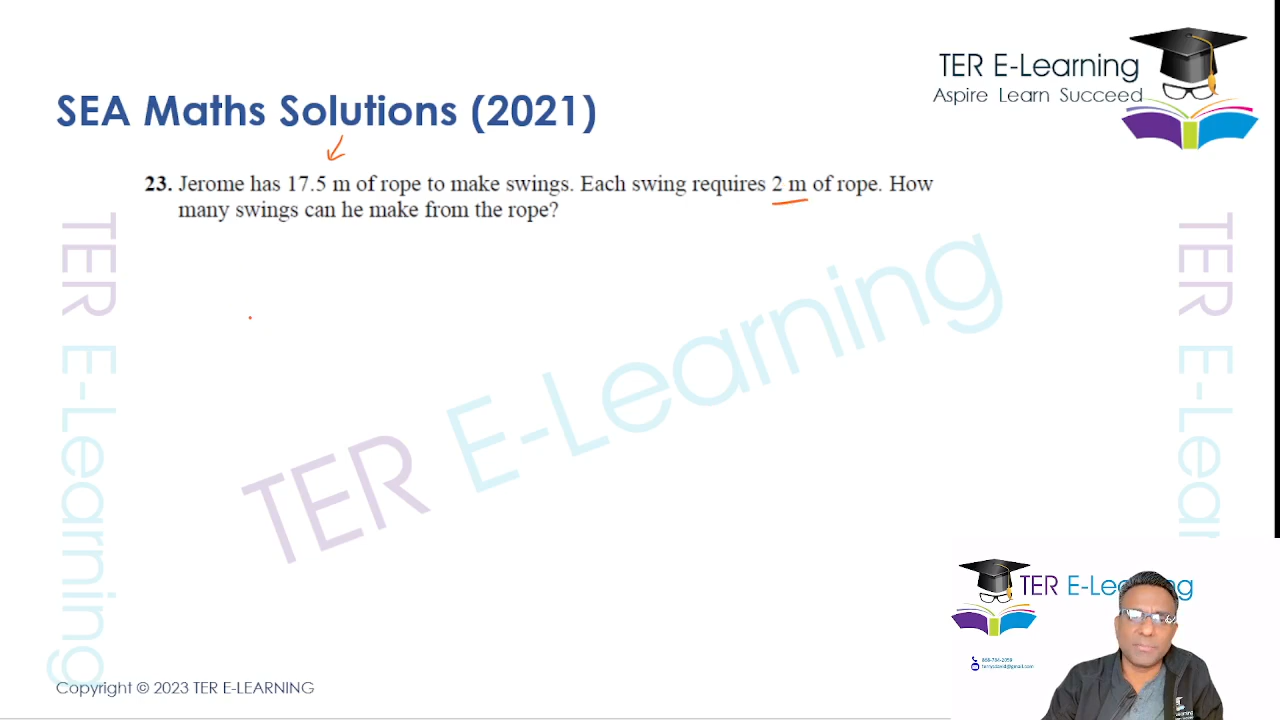 TER E-Learning
Aspire Learn Succeed
SEA Maths Solutions (2021)
23. Jerome has 17.5 m of rope to make swings. Each swing requires 2 m of rope. How
many swings can he make from the rope?
TER E-Learning
TER E-Learning
TER E-Lear
TER E-Le
g
Copyright © 2023 TER E-LEARNING